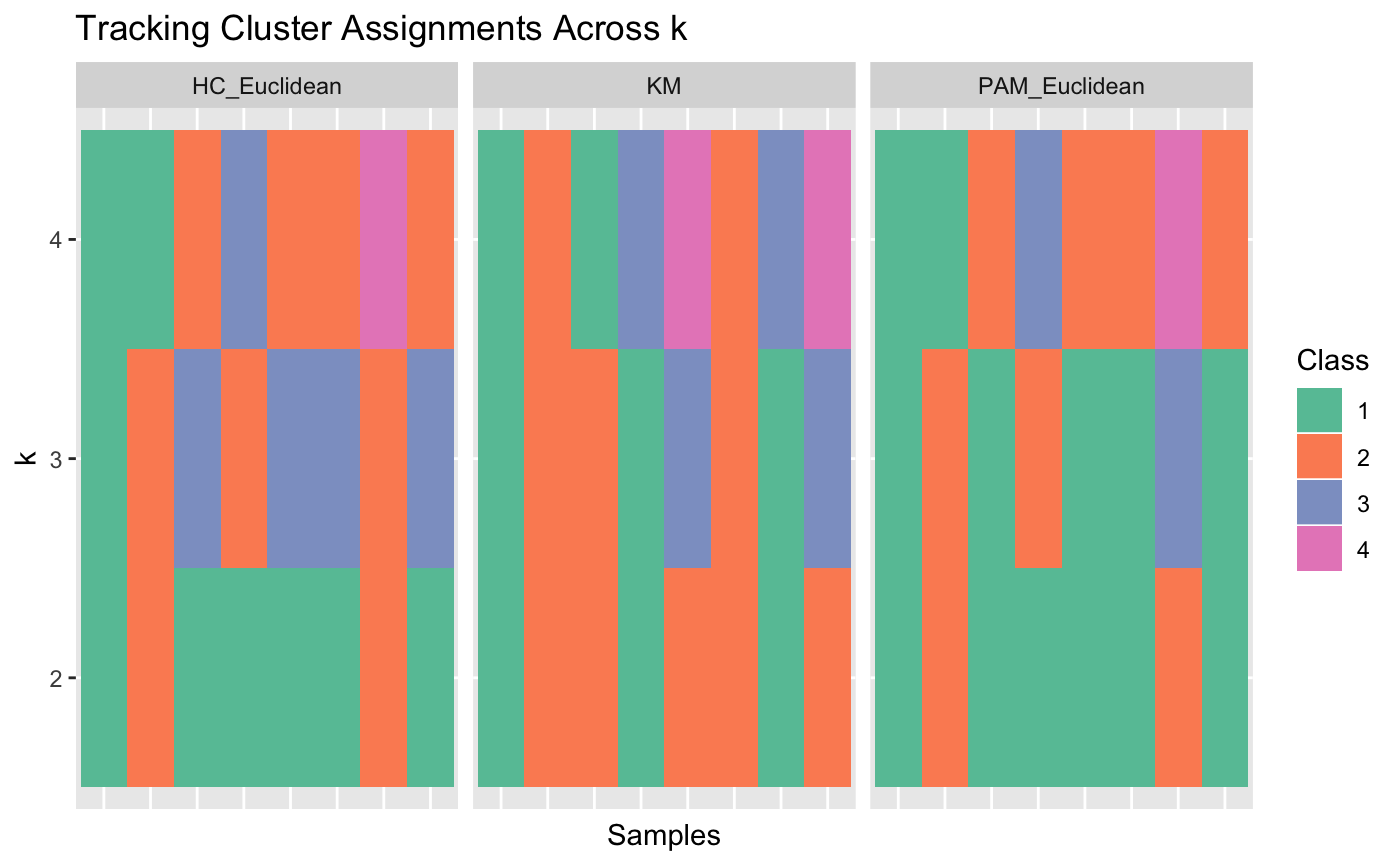 Tracking Cluster Assignments Across k
HC_Euclidean
KM
PAM_Euclidean
4
3
2
k
Samples
Class
1
2
3
4